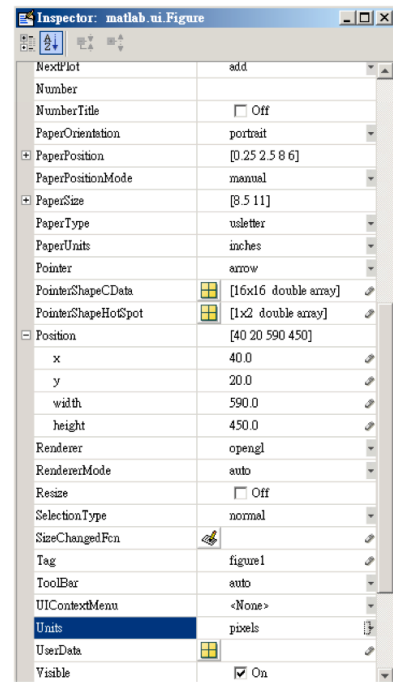 Inspector: matlab.ui.Figure
NextPlot add
Number
NumberTitle Off
PaperOrientation portrait
PaperPosition [0.25 2.5 8 6]
PaperPositionMode manual
PaperSize [8.5 11]
PaperType usletter
PaperUnits inches
Pointer arrow
PointerShapeCData [16x16 double array]
PointerShapeHotSpot [1x2 double array]
Position [40 20 590 450]
x 40.0
y 20.0
width 590.0
height 450.0
Renderer opengl
RendererMode auto
Resize Off
SelectionType normal
SizeChangedFcn
Tag figure1
ToolBar auto
UIContextMenu <None>
Units pixels
UserData
Visible On